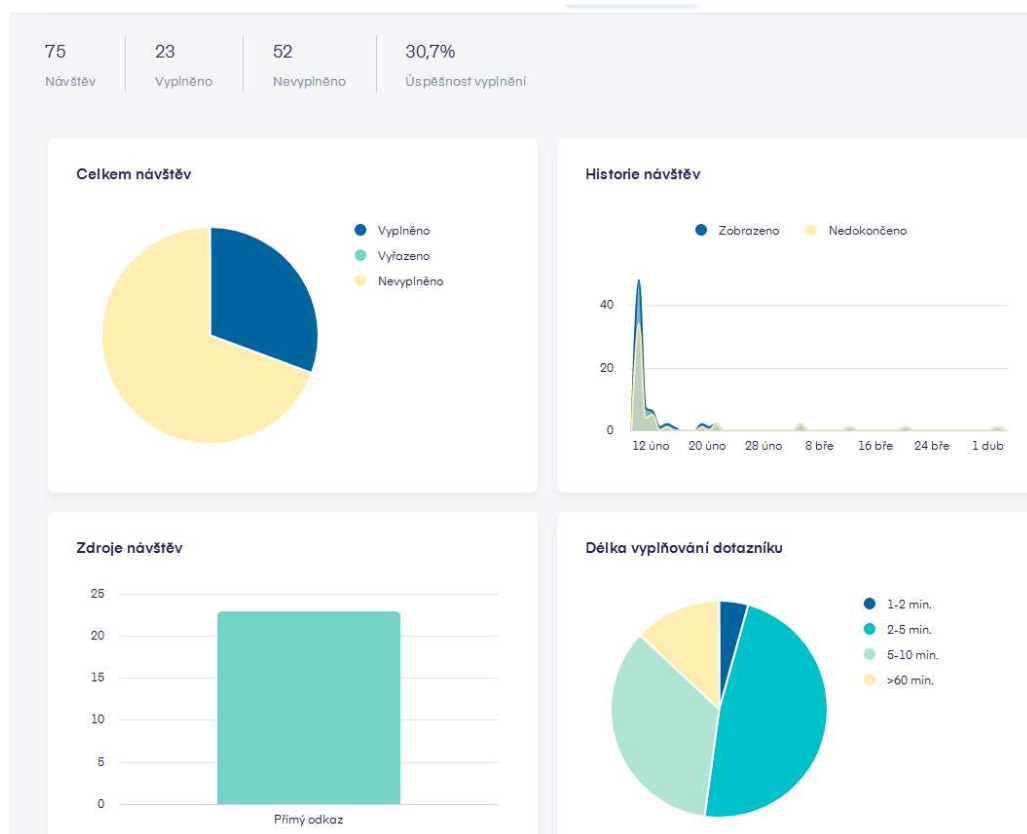 75 23 52 30,7%
Návštěv Vyplněno Nevyplněno Úspěšnost vyplnění
Celkem návštěv
Vyplněno
Vyřazeno
Nevyplněno
Historie návštěv
Zobrazeno Nedokončeno
40
20
0
12 úno 20 úno 28 úno 8 bře 16 bře 24 bře 1 dub
Zdroje návštěv
25
20
15
10
5
0
Přímý odkaz
Délka vyplňování dotazníku
1-2 min.
2-5 min.
5-10 min.
>60 min.